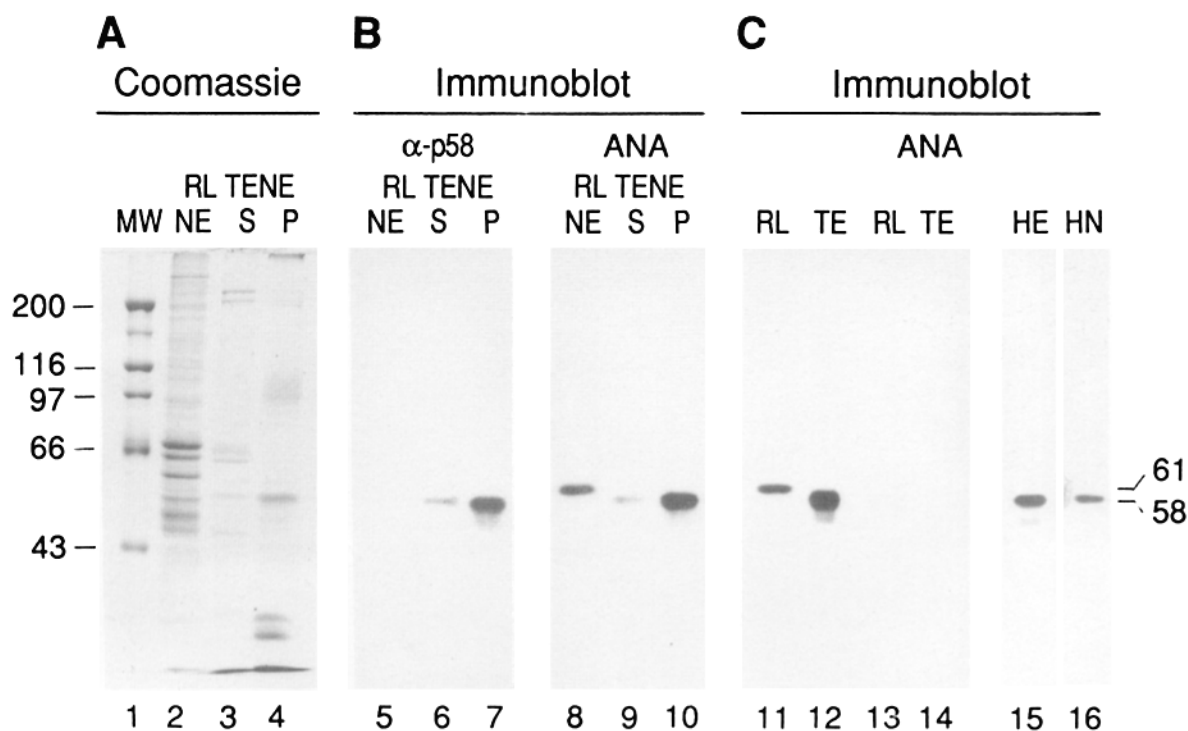 A B C
Coomassie Immunoblot Immunoblot
α-p58 ANA ANA
RL TENE RL TENE RL TENE
MW NE S P NE S P NE S P RL TE RL TE HE HN
200
116
97
66
43
61
58
1 2 3 4 5 6 7 8 9 10 11 12 13 14 15 16